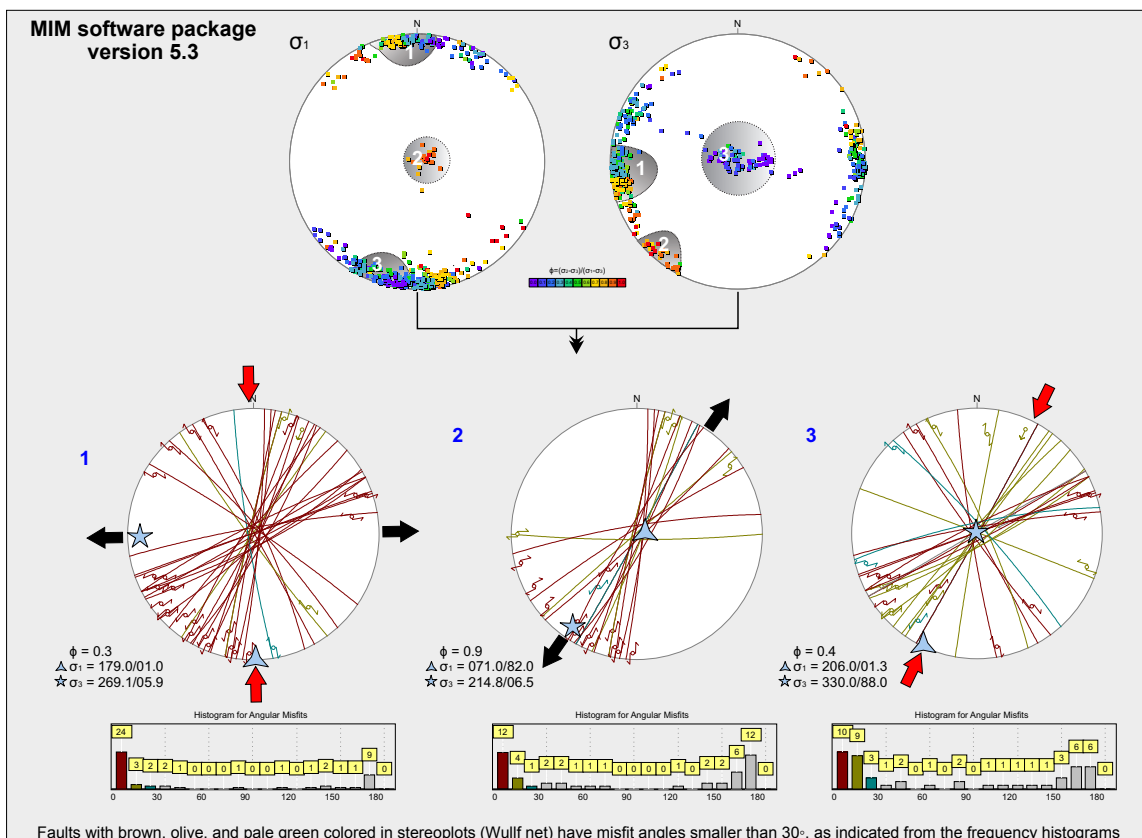 MIM software package
version 5.3
σ1
N
1
2
3
σ3
N
3
1
2
ϕ=(σ2-σ3)/(σ1-σ3)
1
N
ϕ = 0.3
σ1 = 179.0/01.0
σ3 = 269.1/05.9
2
N
ϕ = 0.9
σ1 = 071.0/82.0
σ3 = 214.8/06.5
3
N
ϕ = 0.4
σ1 = 206.0/01.3
σ3 = 330.0/88.0
Histogram for Angular Misfits
24 3 2 2 1 0 0 0 1 0 0 1 0 1 2 1 1 9 0
0 30 60 90 120 150 180
Histogram for Angular Misfits
12 4 1 2 2 1 1 1 0 0 0 0 1 0 2 2 6 12 0
0 30 60 90 120 150 180
Histogram for Angular Misfits
10 9 3 1 2 0 1 0 2 0 1 1 1 1 1 3 6 6 0
0 30 60 90 120 150 180
Faults with brown, olive, and pale green colored in stereoplots (Wullf net) have misfit angles smaller than 30°, as indicated from the frequency histograms